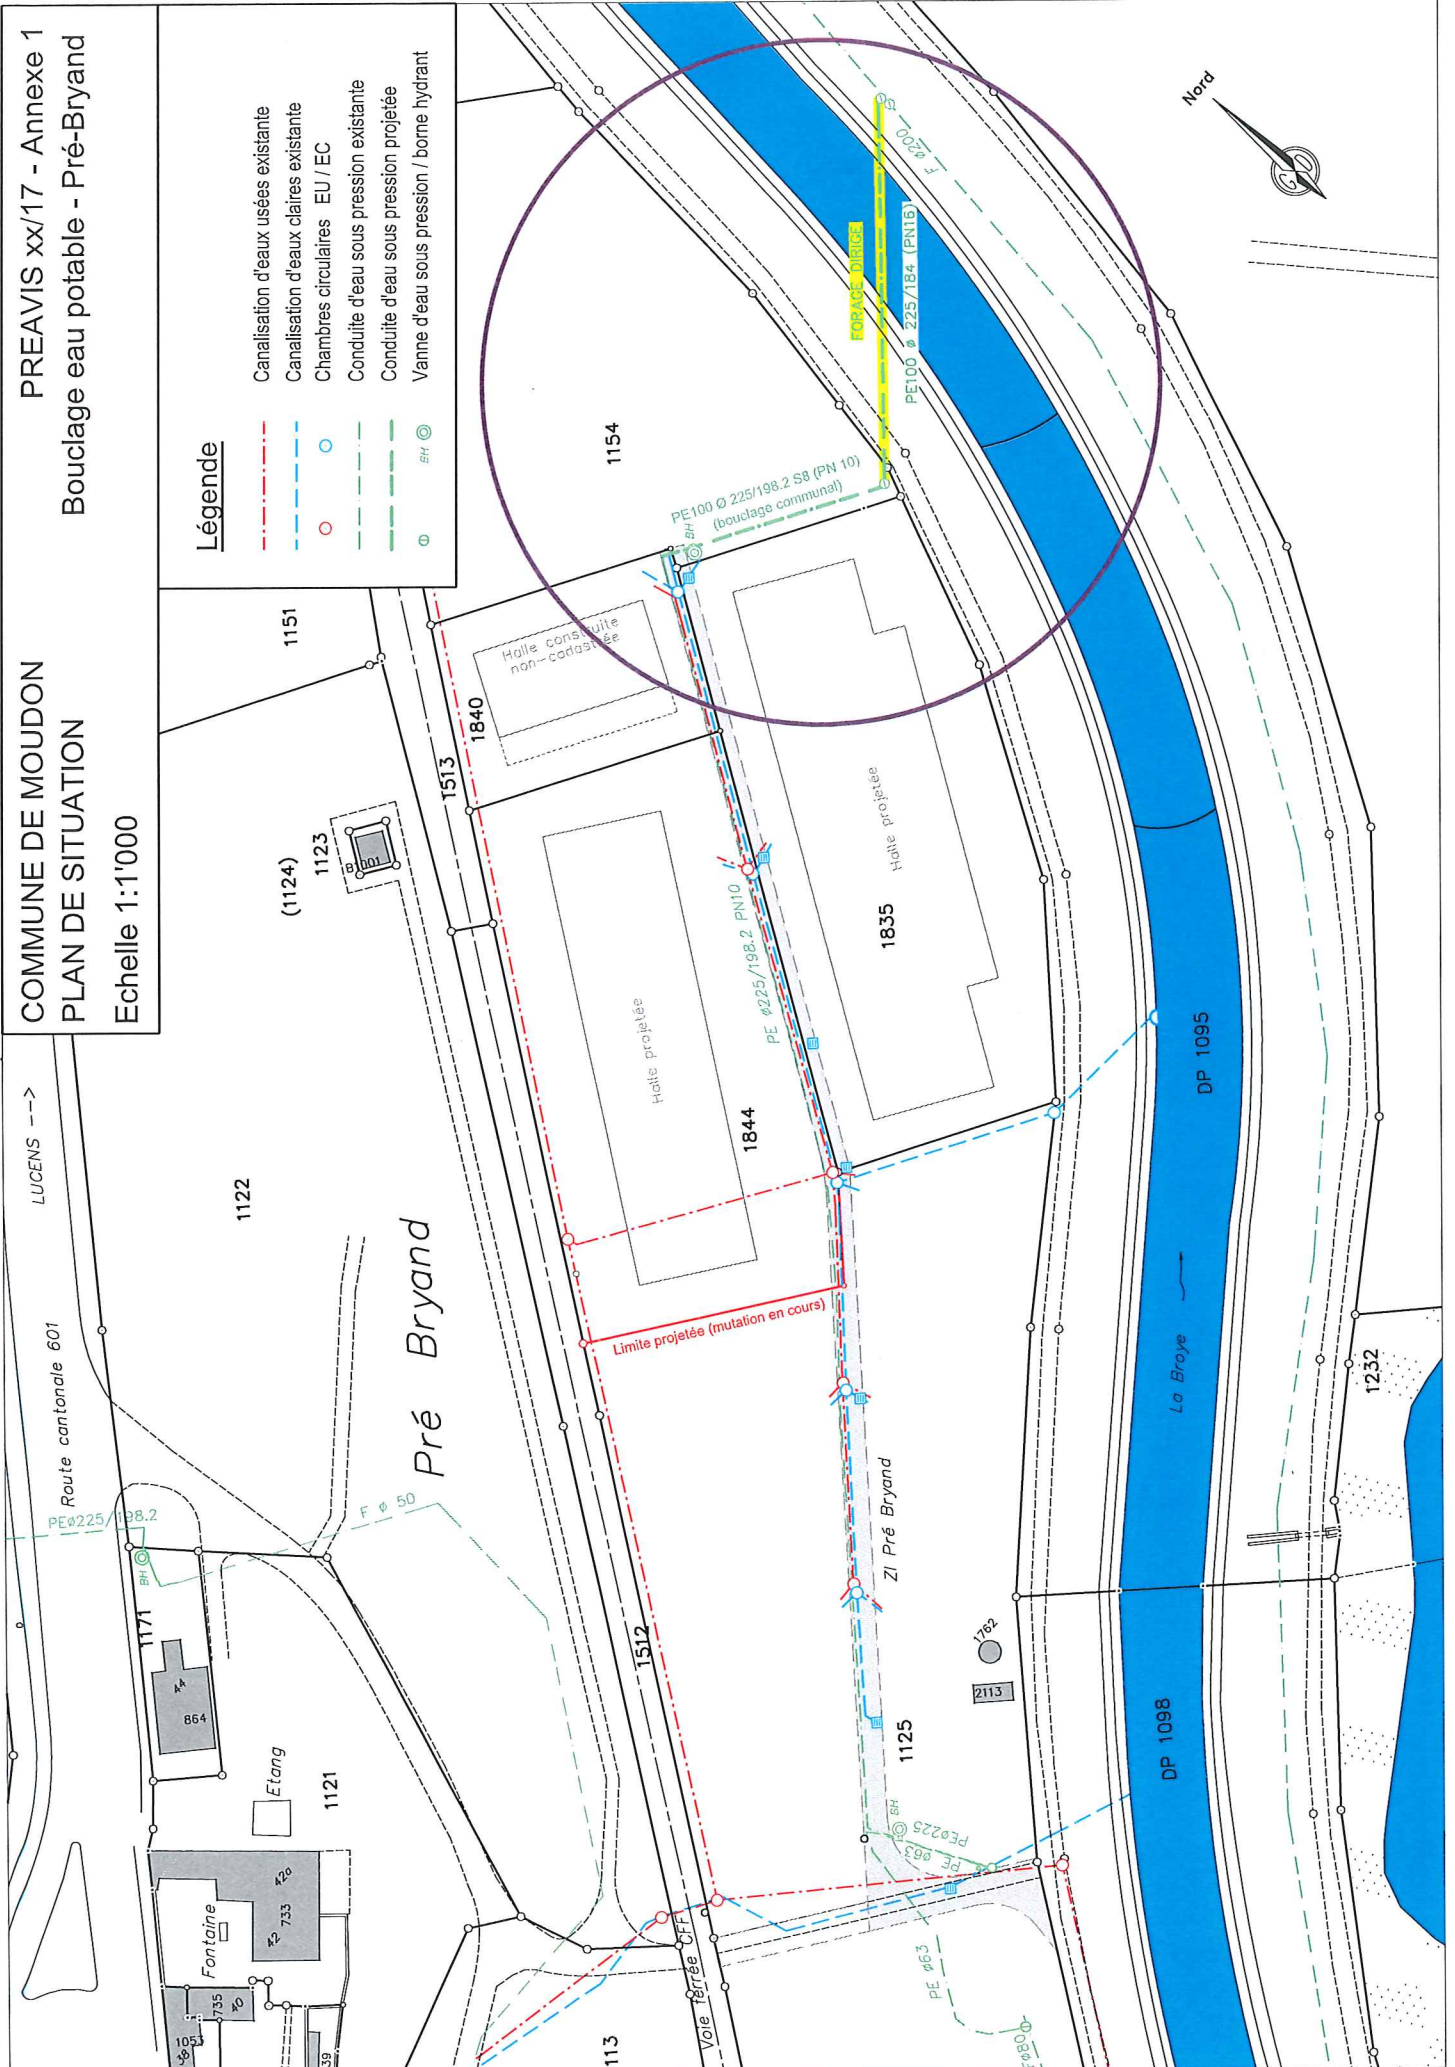 COMMUNE DE MOUDON
PREAVIS xx/17 - Annexe 1
PLAN DE SITUATION
Bouclage eau potable - Pré-Bryand
Echelle 1:1'000
Légende
Canalisation d'eaux usées existante
Canalisation d'eaux claires existante
Chambres circulaires EU / EC
Conduite d'eau sous pression existante
Conduite d'eau sous pression projetée
BH
Vanne d'eau sous pression / borne hydrant
Nord
LUCENS -->
Route cantonale 601
PEø225/198.2
BH
F ø 50
1171
44
864
Etang
1121
Fontaine
42a
42 733
735
40
1053
38
39
113
1122
Pré Bryand
(1124)
1123
B1001
1151
1513
1840
Halle construite
non-cadastrée
1154
PE100 Ø 225/198.2 S8 (PN 10)
(bouclage communal)
BH
FORAGE DIRIGE
PE100 ø 225/184 (PN16)
F ø200
Halle projetée
1844
PE ø225/198.2 PN10
Halle projetée
1835
Limite projetée (mutation en cours)
ZI Pré Bryand
1512
1125
1762
2113
BH
PEø225
PE ø63
PE ø63
Fø80
Voie ferrée CFF
DP 1095
La Broye
DP 1098
1232